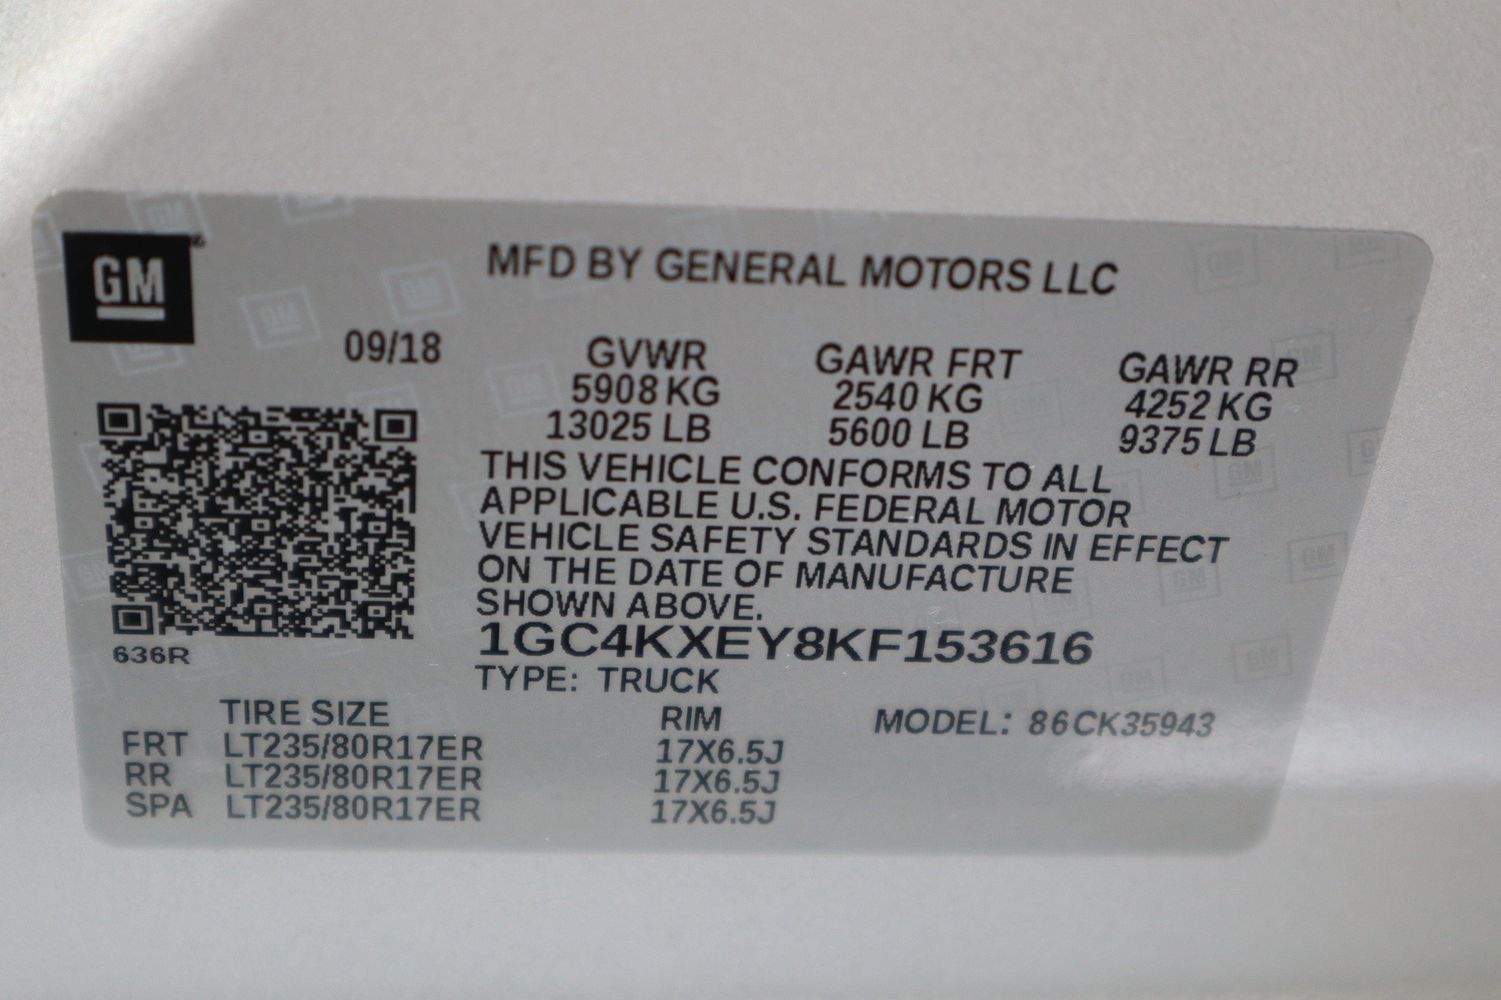 GM
MFD BY GENERAL MOTORS LLC
09/18
GVWR GAWR FRT GAWR RR
5908 KG 2540 KG 4252 KG
13025 LB 5600 LB 9375 LB
THIS VEHICLE CONFORMS TO ALL
APPLICABLE U.S. FEDERAL MOTOR
VEHICLE SAFETY STANDARDS IN EFFECT
ON THE DATE OF MANUFACTURE
SHOWN ABOVE.
1GC4KXEY8KF153616
636R
TYPE: TRUCK
TIRE SIZE RIM MODEL: 86CK35943
FRT LT235/80R17ER 17X6.5J
RR LT235/80R17ER 17X6.5J
SPA LT235/80R17ER 17X6.5J